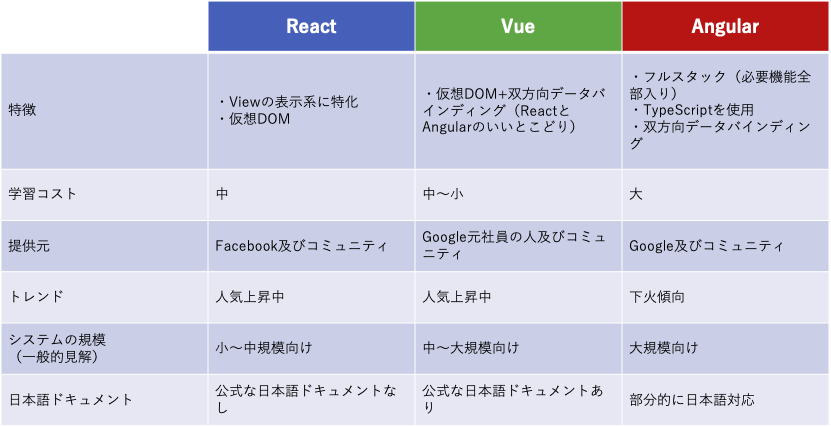 React
Vue
Angular
特徴
・Viewの表示系に特化
・仮想DOM
・仮想DOM+双方向データバ
インディング（Reactと
Angularのいいとこどり）
・フルスタック（必要機能全
部入り）
・TypeScriptを使用
・双方向データバインディン
グ
学習コスト
中
中〜小
大
提供元
Facebook及びコミュニティ
Google元社員の人及びコミュ
ニティ
Google及びコミュニティ
トレンド
人気上昇中
人気上昇中
下火傾向
システムの規模
（一般的見解）
小〜中規模向け
中〜大規模向け
大規模向け
日本語ドキュメント
公式な日本語ドキュメントな
し
公式な日本語ドキュメントあ
り
部分的に日本語対応